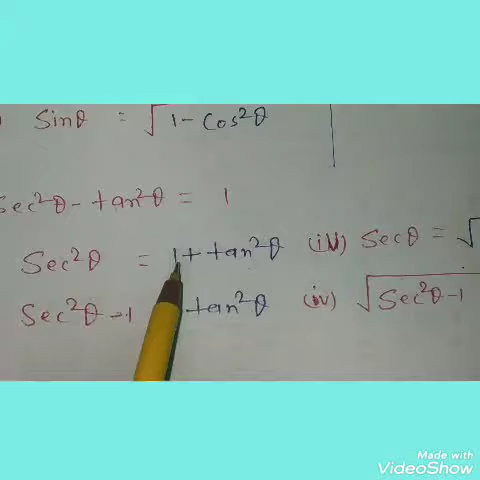 Sinθ = √1 - Cos²θ
Sec²θ - tan²θ = 1
Sec²θ = 1 + tan²θ (iii) Secθ = √
Sec²θ - 1 tan²θ (iv) √Sec²θ - 1
Made with
VideoShow